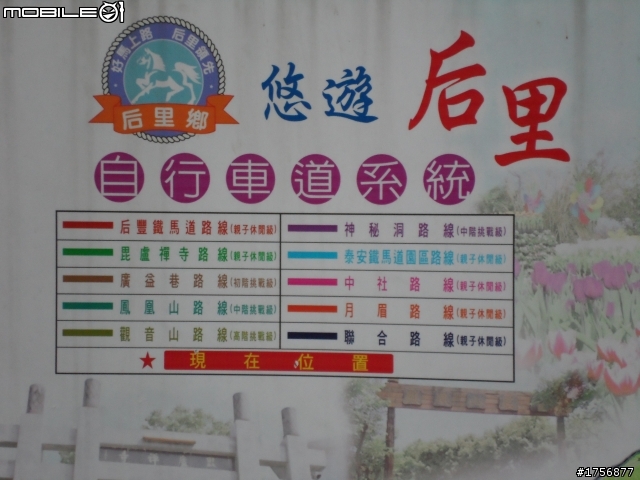 MOBILE01
好馬上路 后里領先
后里鄉
悠遊后里
自行車道系統
后豐鐵馬道路線(親子休閒級)
神秘洞路線(中階挑戰級)
毘盧禪寺路線(親子休閒級)
泰安鐵馬道園區路線(親子休閒級)
廣益巷路線(初階挑戰級)
中社路線(親子休閒級)
鳳凰山路線(中階挑戰級)
月眉路線(親子休閒級)
觀音山路線(高階挑戰級)
聯合路線(親子休閒級)
★現在位置
#1756877